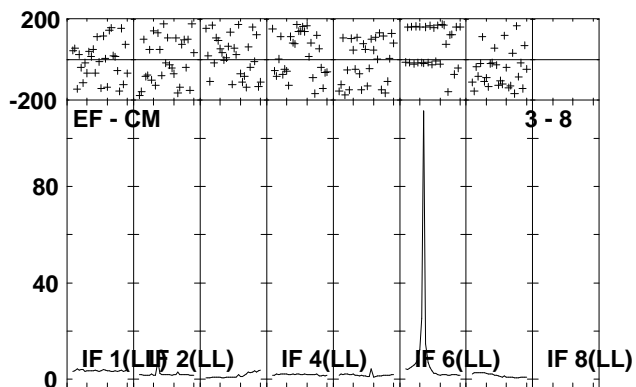 200
-200
EF - CM 3 - 8
80
40
IF 1(LL) IF 2(LL) IF 4(LL) IF 6(LL) IF 8(LL)
0